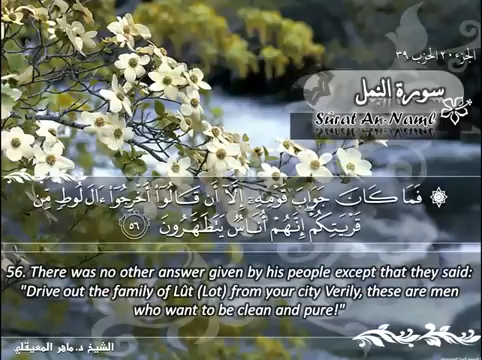 الجزء ٢٠ الحزب ٣٩
سورة النمل
Sûrat An-Naml
فَمَا كَانَ جَوَابَ قَوْمِهِۦٓ إِلَّآ أَن قَالُوٓا۟ أَخْرِجُوٓا۟ ءَالَ لُوطٍ مِّن
قَرْيَتِكُمْ إِنَّهُمْ أُنَاسٌ يَتَطَهَّرُونَ ٥٦
56. There was no other answer given by his people except that they said:
"Drive out the family of Lût (Lot) from your city Verily, these are men
who want to be clean and pure!"
الشيخ د. ماهر المعيقلي